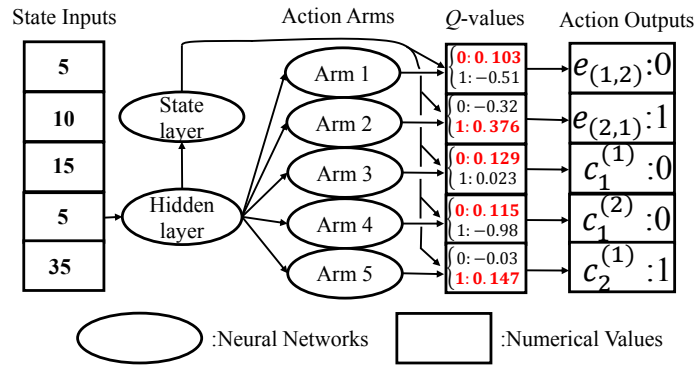 State Inputs
Action Arms
Q-values
Action Outputs
5
10
15
5
35
State
layer
Hidden
layer
Arm 1
Arm 2
Arm 3
Arm 4
Arm 5
0: 0.103
1: −0.51
0: −0.32
1: 0.376
0: 0.129
1: 0.023
0: 0.115
1: −0.98
0: −0.03
1: 0.147
e(1,2):0
e(2,1):1
c1(1):0
c1(2):0
c2(1):1
:Neural Networks
:Numerical Values